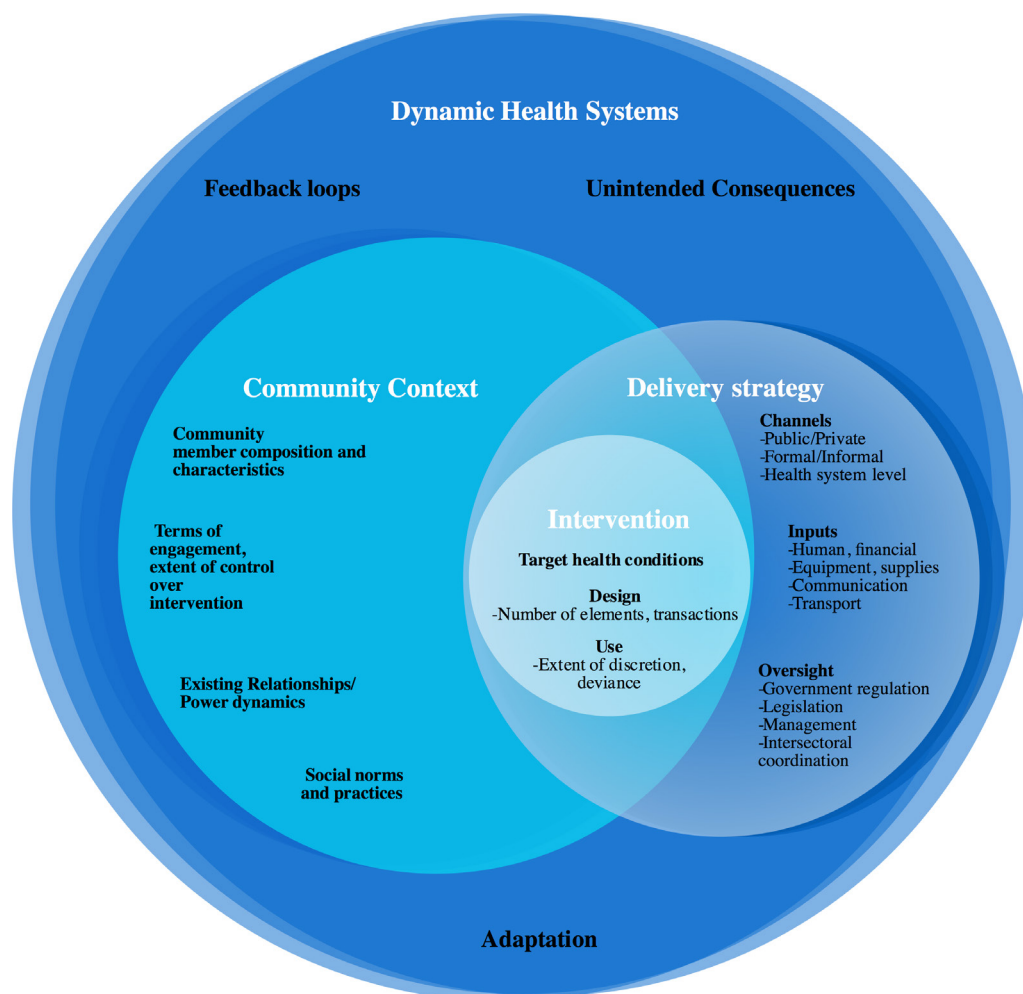 Dynamic Health Systems
Feedback loops
Unintended Consequences
Community Context
Community
member composition and
characteristics
Terms of
engagement,
extent of control
over
intervention
Existing Relationships/
Power dynamics
Social norms
and practices
Intervention
Target health conditions
Design
-Number of elements, transactions
Use
-Extent of discretion,
deviance
Delivery strategy
Channels
-Public/Private
-Formal/Informal
-Health system level
Inputs
-Human, financial
-Equipment, supplies
-Communication
-Transport
Oversight
-Government regulation
-Legislation
-Management
-Intersectoral
coordination
Adaptation